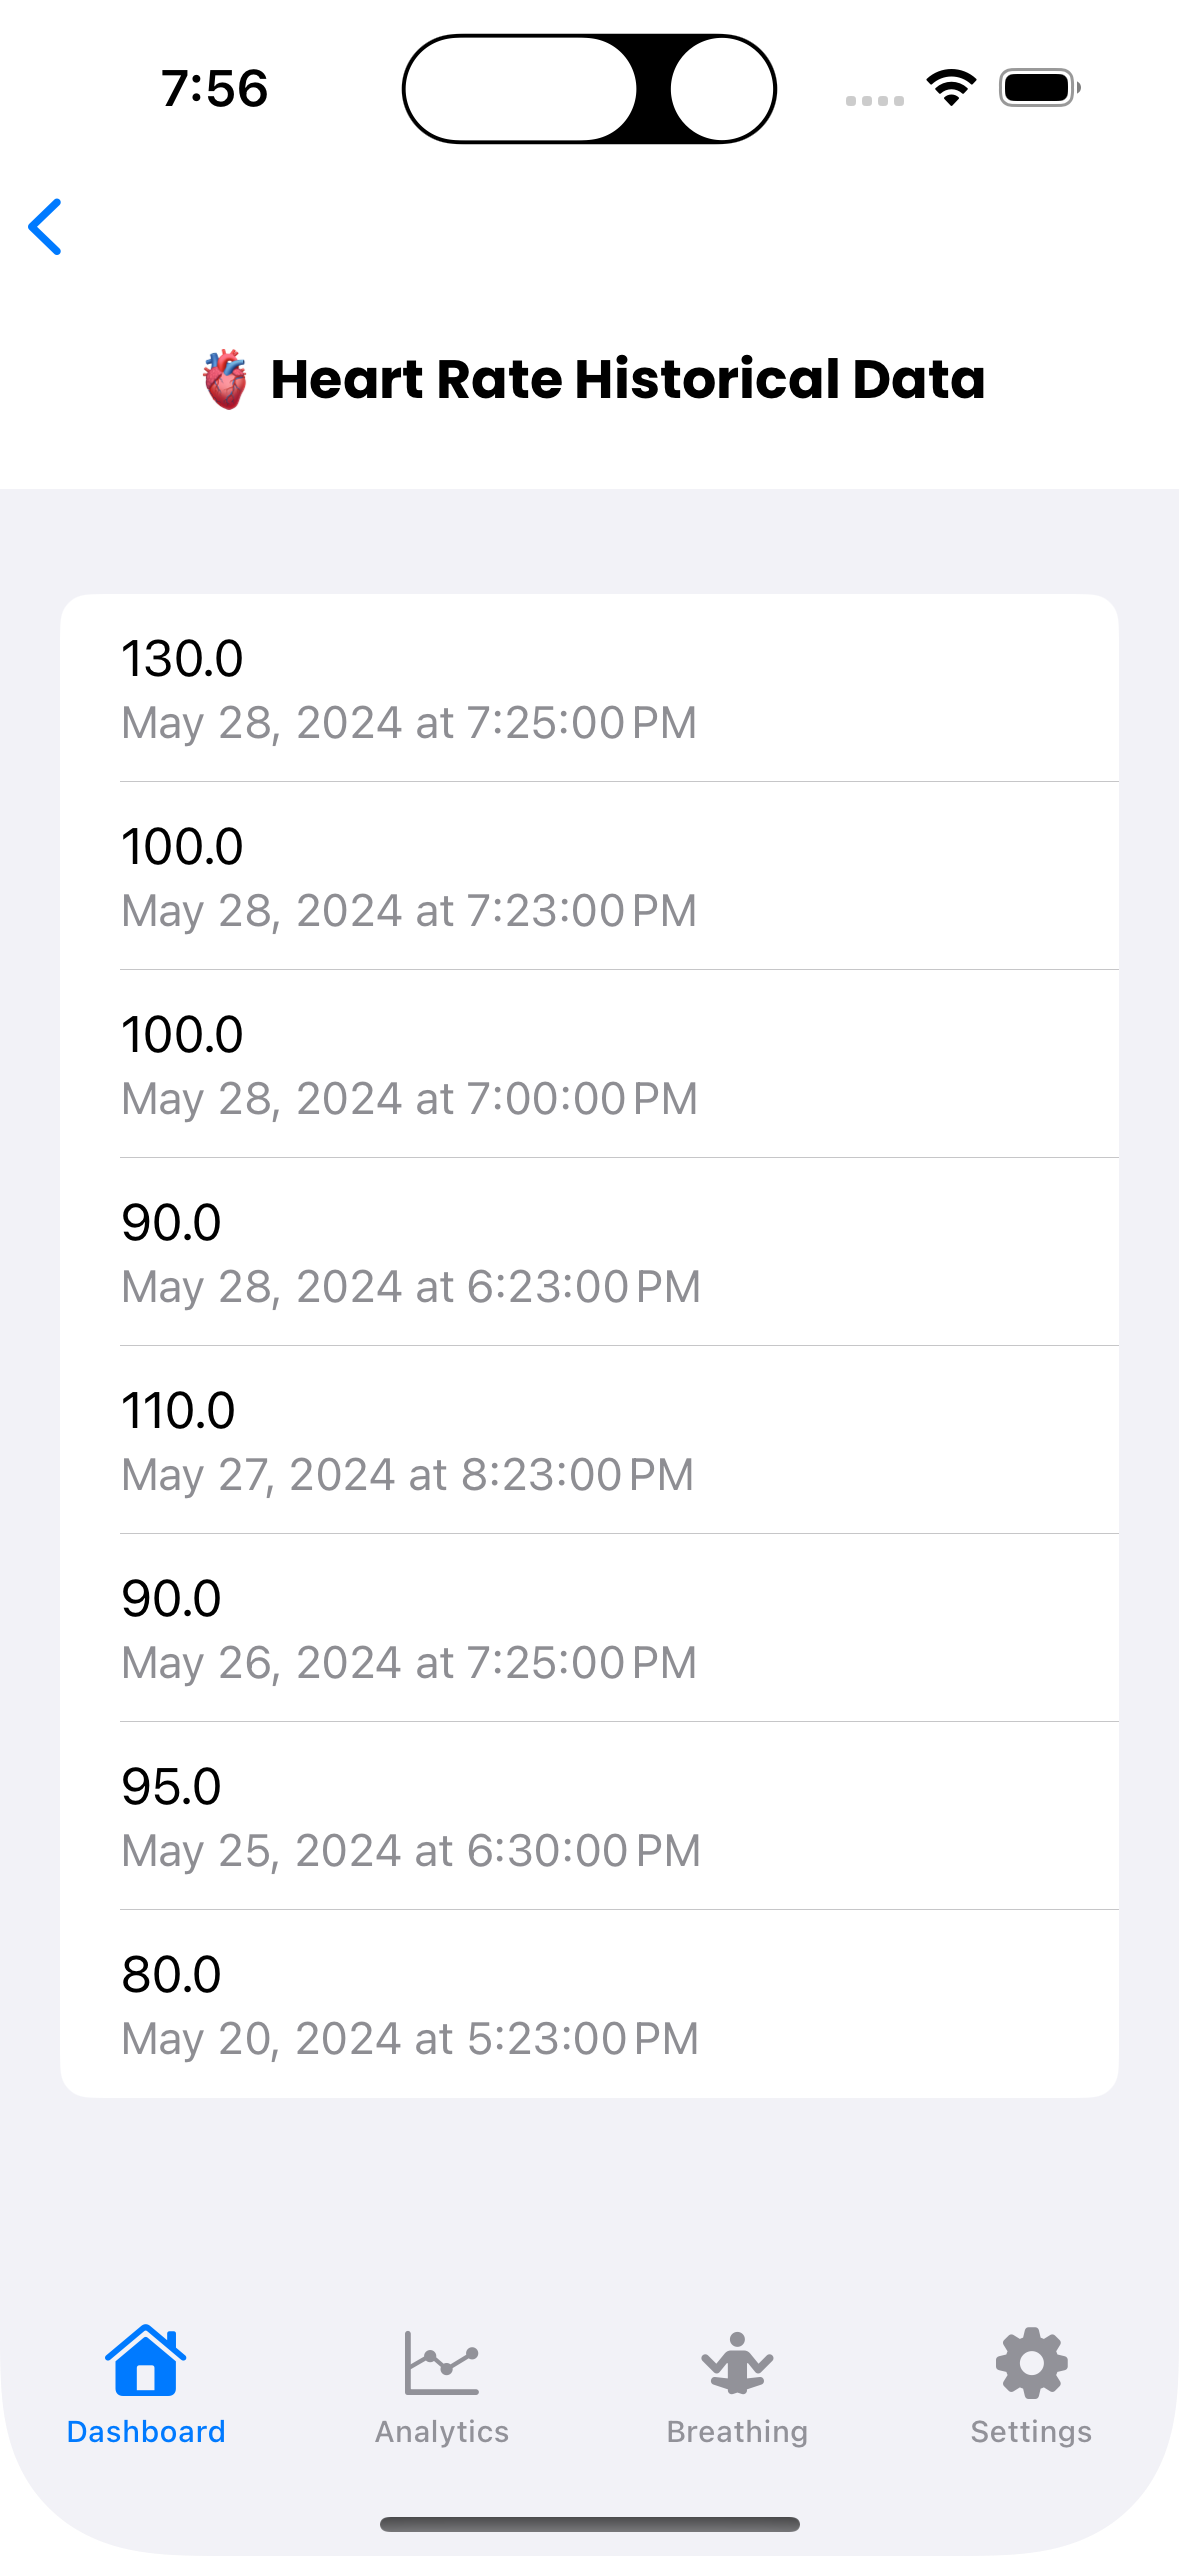 7:56
Heart Rate Historical Data
130.0
May 28, 2024 at 7:25:00 PM
100.0
May 28, 2024 at 7:23:00 PM
100.0
May 28, 2024 at 7:00:00 PM
90.0
May 28, 2024 at 6:23:00 PM
110.0
May 27, 2024 at 8:23:00 PM
90.0
May 26, 2024 at 7:25:00 PM
95.0
May 25, 2024 at 6:30:00 PM
80.0
May 20, 2024 at 5:23:00 PM
Dashboard Analytics Breathing Settings